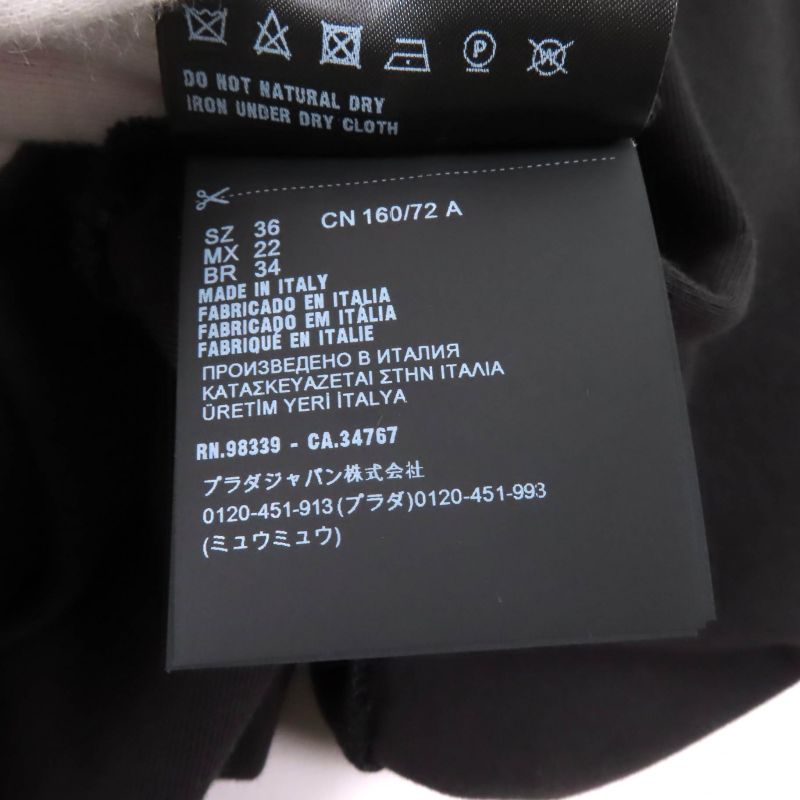 P
W
DO NOT NATURAL DRY
IRON UNDER DRY CLOTH
SZ 36 CN 160/72 A
MX 22
BR 34
MADE IN ITALY
FABRICADO EN ITALIA
FABRICADO EM ITÁLIA
FABRIQUÉ EN ITALIE
ПРОИЗВЕДЕНО В ИТАЛИЯ
ΚΑΤΑΣΚΕΥΑΖΕΤΑΙ ΣΤΗΝ ΙΤΑΛΙΑ
ÜRETİM YERİ İTALYA
RN.98339 - CA.34767
プラダジャパン株式会社
0120-451-913(プラダ)0120-451-993
(ミュウミュウ)